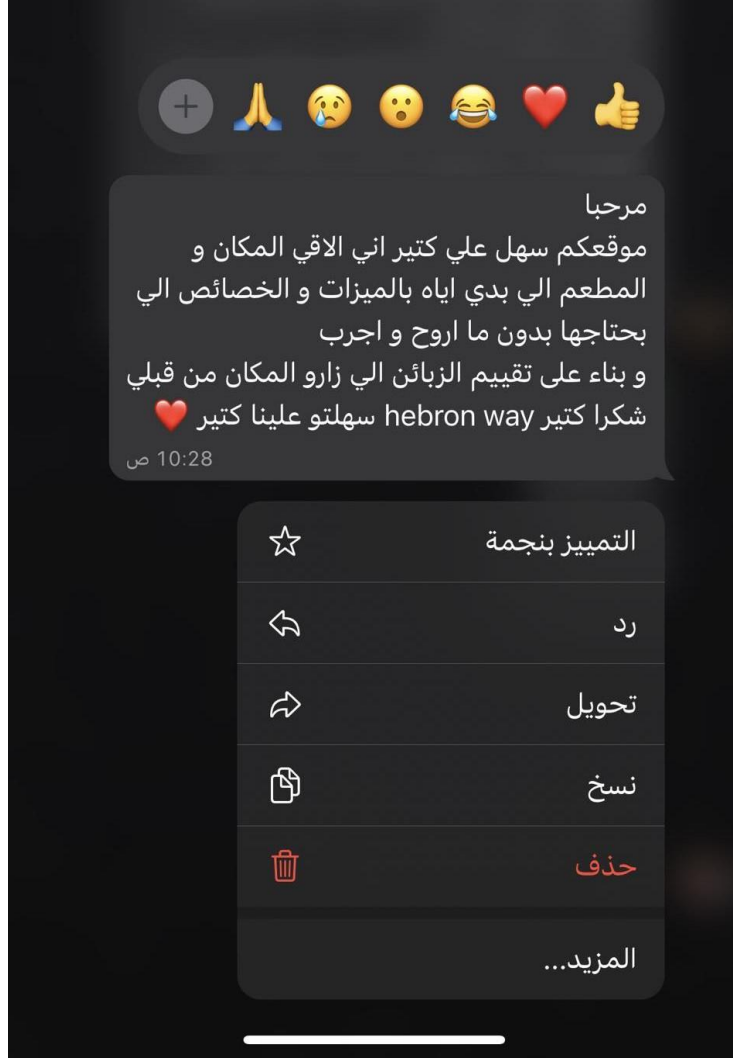 مرحبا
موقعكم سهل علي كتير اني الاقي المكان و
المطعم الي بدي اياه بالميزات و الخصائص الي
بحتاجها بدون ما اروح و اجرب
و بناء على تقييم الزبائن الي زارو المكان من قبلي
شكرا كتير hebron way سهلتو علينا كتير ❤️
10:28 ص
التمييز بنجمة
رد
تحويل
نسخ
حذف
المزيد...